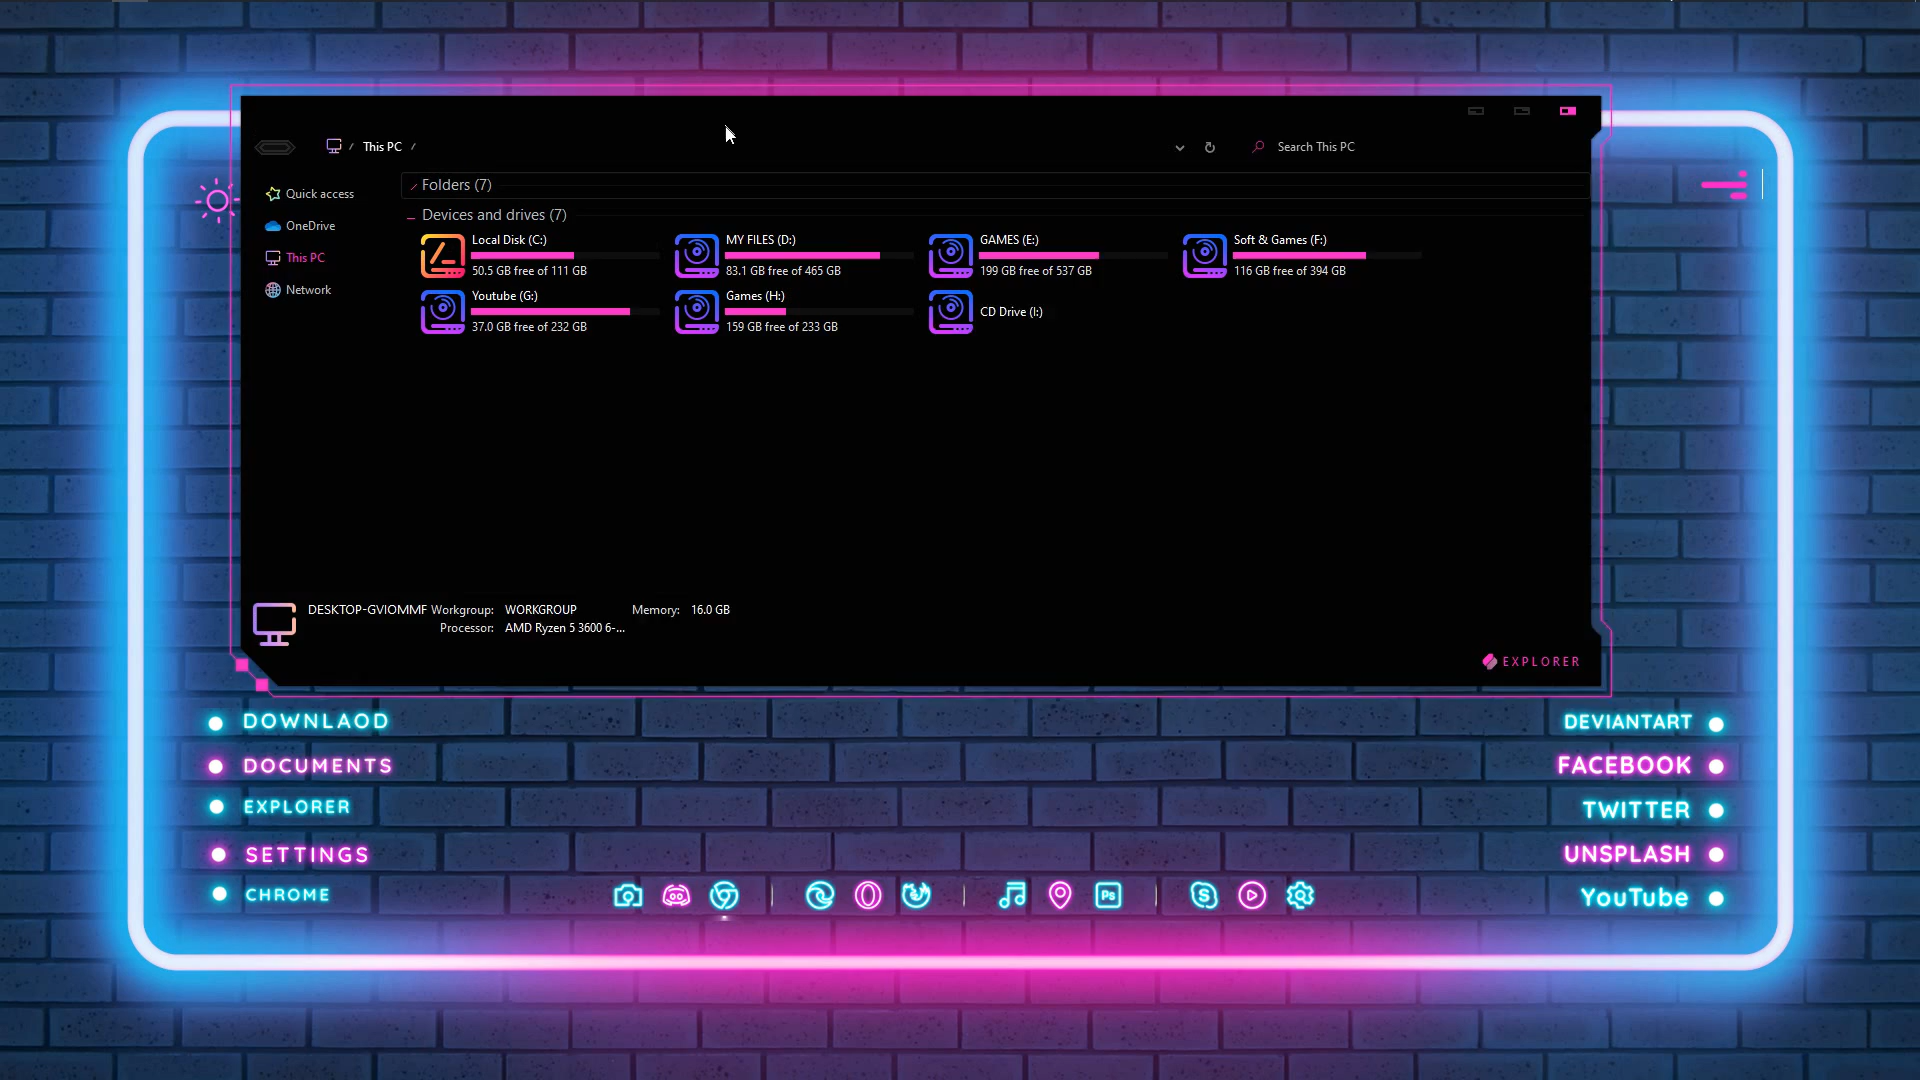 / This PC /
Search This PC
Quick access
OneDrive
This PC
Network
Folders (7)
Devices and drives (7)
Local Disk (C:)
50.5 GB free of 111 GB
MY FILES (D:)
83.1 GB free of 465 GB
GAMES (E:)
199 GB free of 537 GB
Soft & Games (F:)
116 GB free of 394 GB
Youtube (G:)
37.0 GB free of 232 GB
Games (H:)
159 GB free of 233 GB
CD Drive (I:)
DESKTOP-GVIOMMF Workgroup: WORKGROUP Memory: 16.0 GB
Processor: AMD Ryzen 5 3600 6-...
EXPLORER
DOWNLAOD
DOCUMENTS
EXPLORER
SETTINGS
CHROME
Ps
S
DEVIANTART
FACEBOOK
TWITTER
UNSPLASH
YouTube